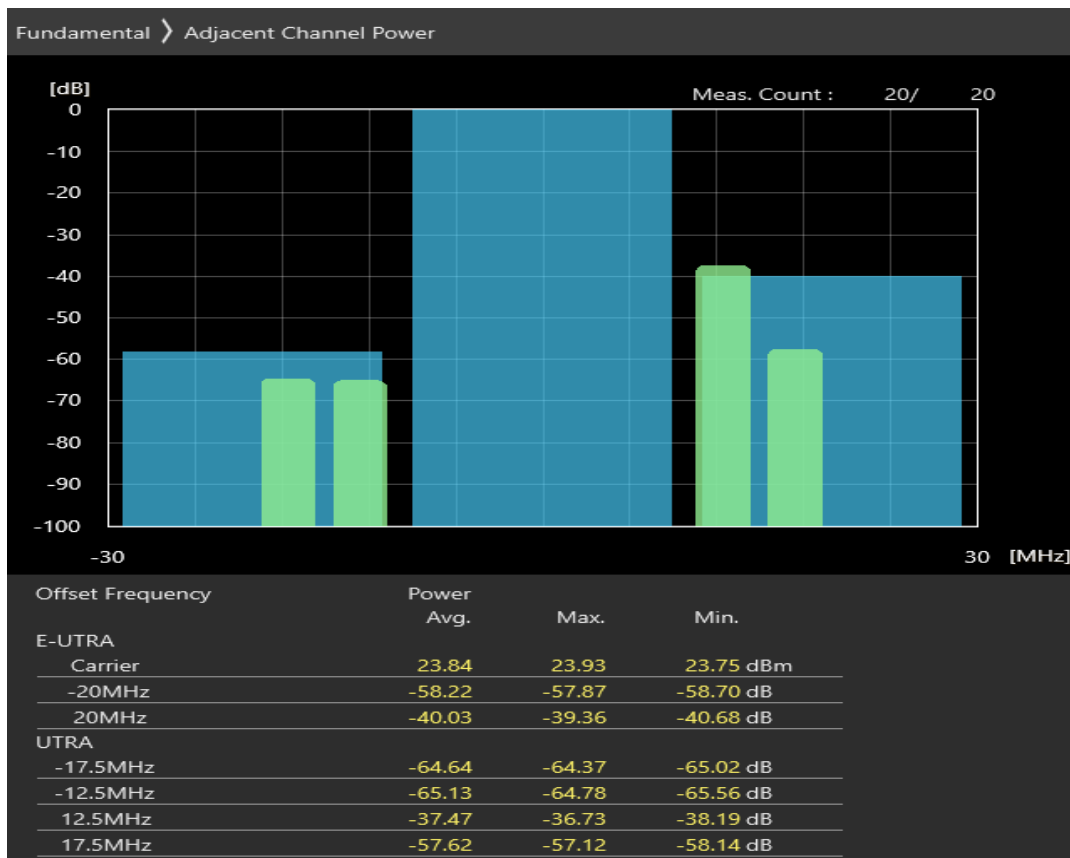 Fundamental 〉 Adjacent Channel Power
[dB]
Meas. Count : 20/ 20
0
-10
-20
-30
-40
-50
-60
-70
-80
-90
-100
-30 30 [MHz]
Offset Frequency Power
Avg. Max. Min.
E-UTRA
Carrier 23.84 23.93 23.75 dBm
-20MHz -58.22 -57.87 -58.70 dB
20MHz -40.03 -39.36 -40.68 dB
UTRA
-17.5MHz -64.64 -64.37 -65.02 dB
-12.5MHz -65.13 -64.78 -65.56 dB
12.5MHz -37.47 -36.73 -38.19 dB
17.5MHz -57.62 -57.12 -58.14 dB